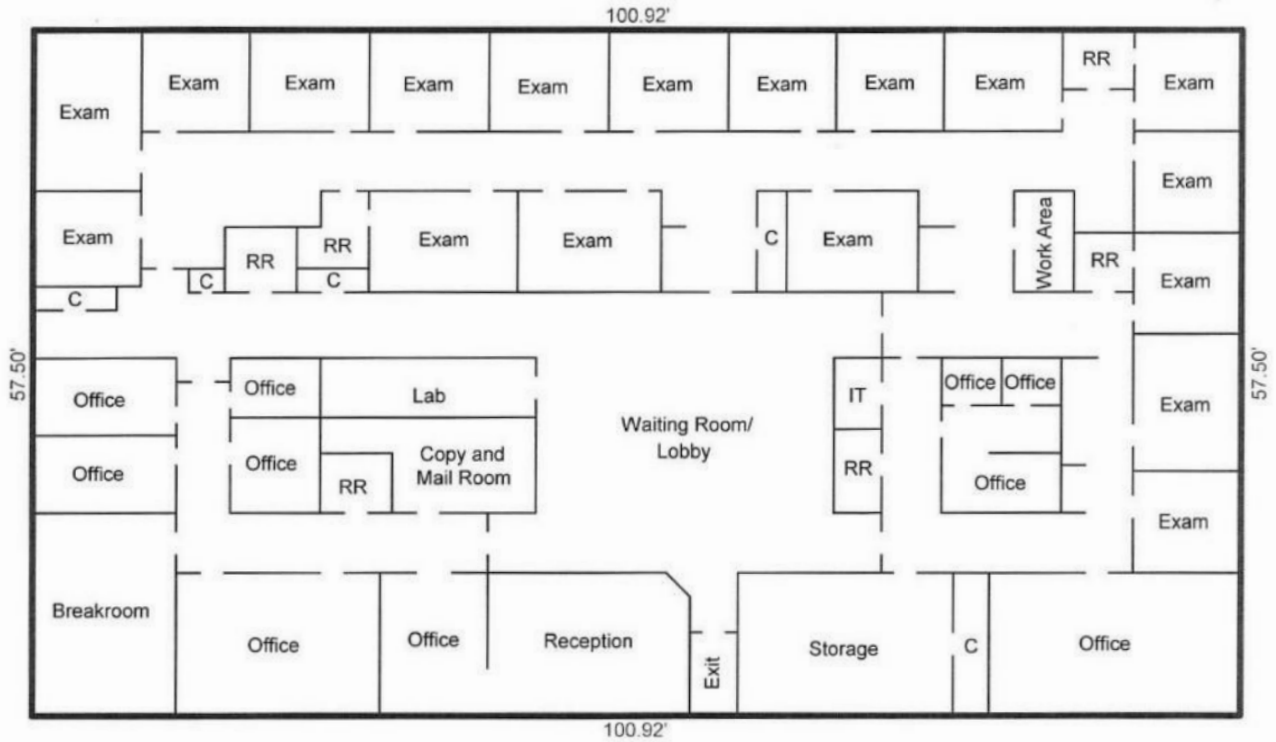 100.92'
Exam
Exam
Exam
Exam
Exam
Exam
Exam
Exam
Exam
RR
Exam
Exam
Exam
RR
RR
Exam
Exam
C
Exam
Work Area
RR
Exam
Exam
C
C
C
57.50'
Office
Office
Lab
IT
Office
Office
Exam
57.50'
Waiting Room/
Lobby
Office
Office
RR
Copy and
Mail Room
RR
Office
Exam
Breakroom
Office
Office
Reception
Exit
Storage
C
Office
100.92'